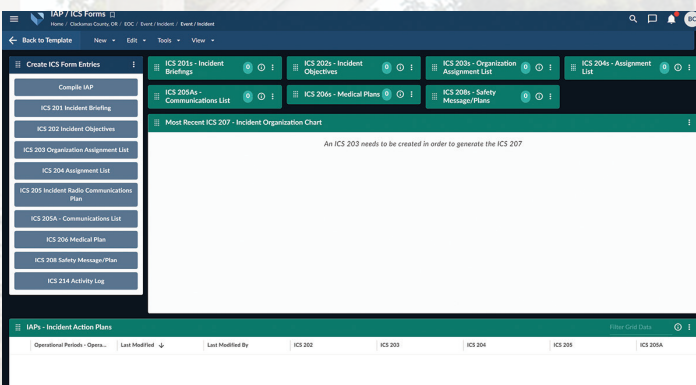 IAP / ICS Forms
Home / Clackamas County, OR / EOC / Event / Incident / Event / Incident
BC
Back to Template New Edit Tools View
Create ICS Form Entries
Compile IAP
ICS 201 Incident Briefing
ICS 202 Incident Objectives
ICS 203 Organization Assignment List
ICS 204 Assignment List
ICS 205 Incident Radio Communications
Plan
ICS 205A - Communications List
ICS 206 Medical Plan
ICS 208 Safety Message/Plan
ICS 214 Activity Log
ICS 201s - Incident
Briefings
0
ICS 202s - Incident
Objectives
0
ICS 203s - Organization
Assignment List
0
ICS 204s - Assignment
List
0
ICS 205As -
Communications List
0
ICS 206s - Medical Plans
0
ICS 208s - Safety
Message/Plans
0
Most Recent ICS 207 - Incident Organization Chart
An ICS 203 needs to be created in order to generate the ICS 207
IAPs - Incident Action Plans
Filter Grid Data
Operational Periods - Opera... Last Modified Last Modified By ICS 202 ICS 203 ICS 204 ICS 205 ICS 205A